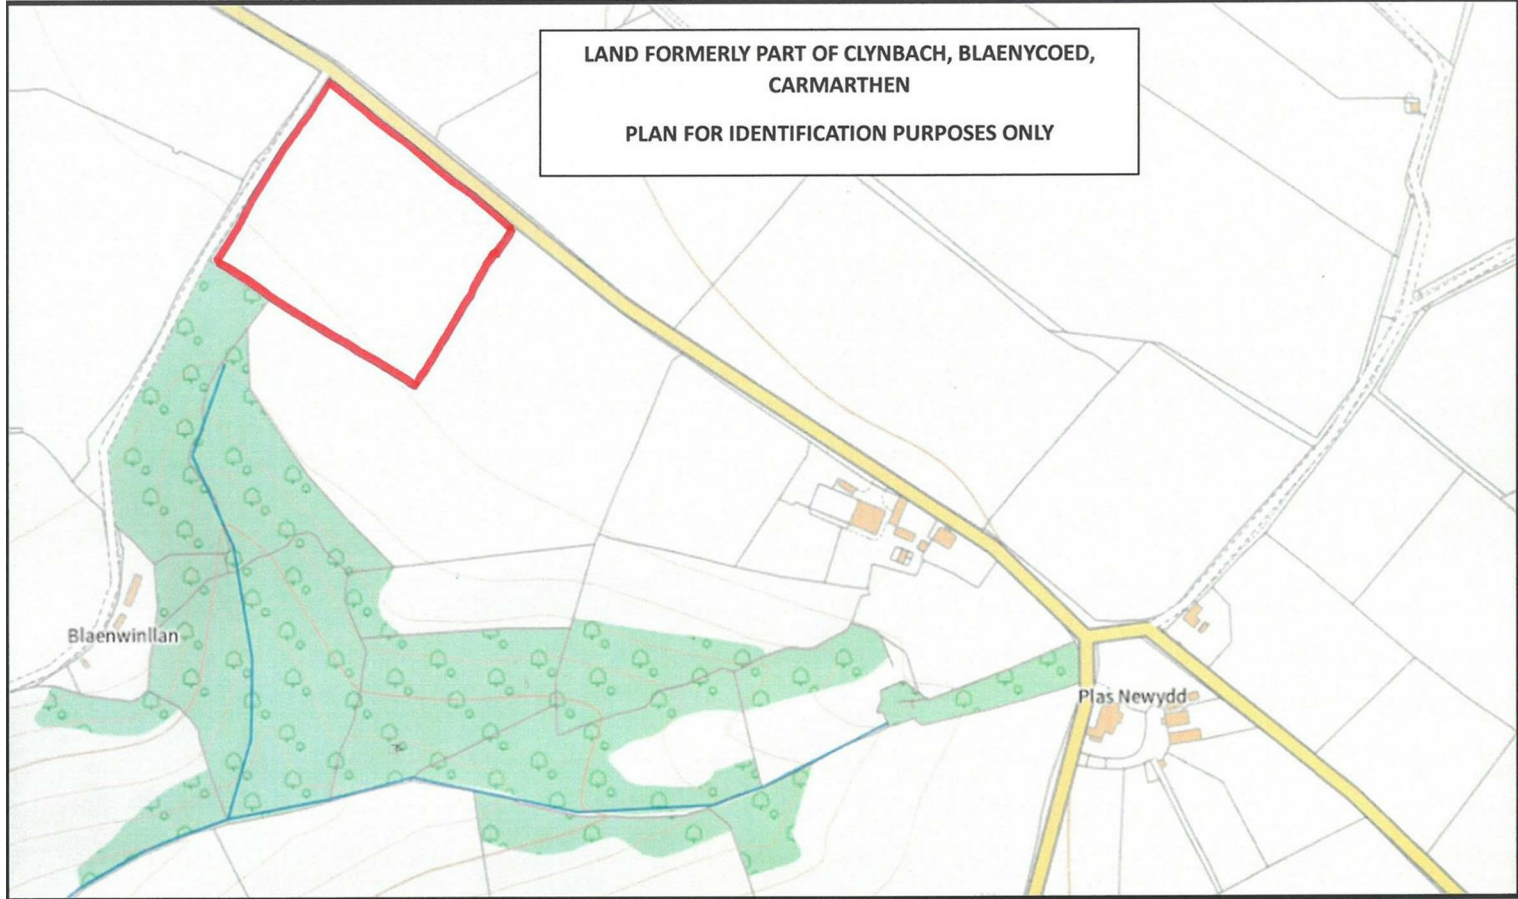 LAND FORMERLY PART OF CLYNBACH, BLAENYCOED,
CARMARTHEN
PLAN FOR IDENTIFICATION PURPOSES ONLY
Blaenwinllan
Plas Newydd